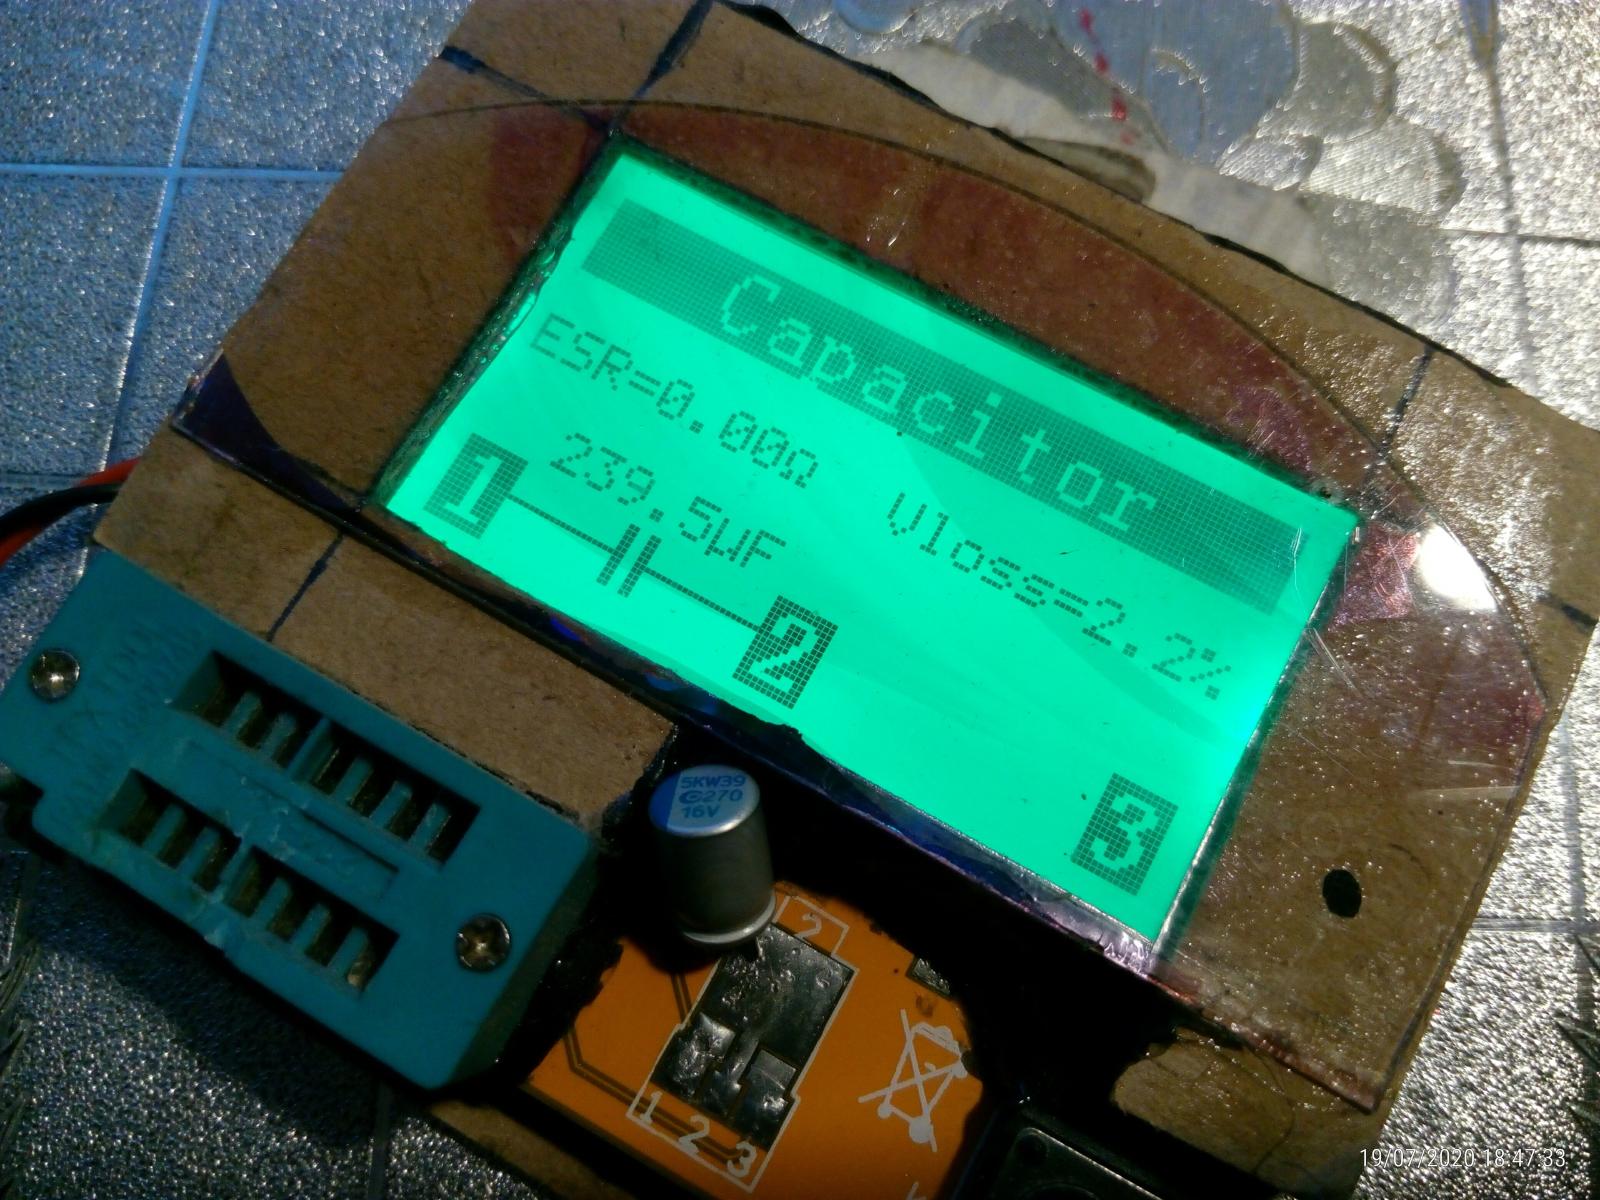 Capacitor
ESR=0.00Ω Vloss=2.2%
239.5µF
1
2
3
5KW39
270
16V
2
1 2 3
19/07/2020 18:47:33